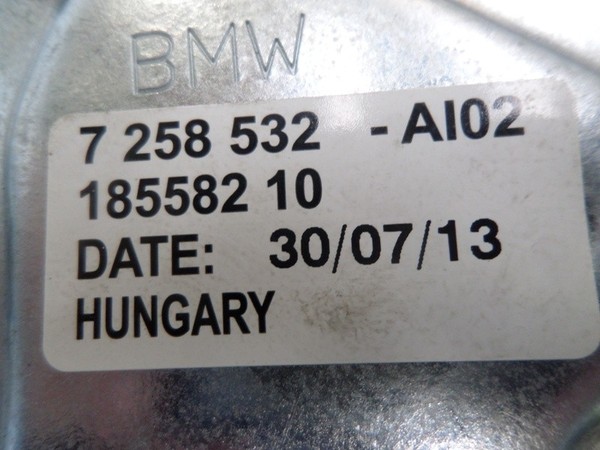 BMW
7 258 532 - AI02
185582 10
DATE: 30/07/13
HUNGARY